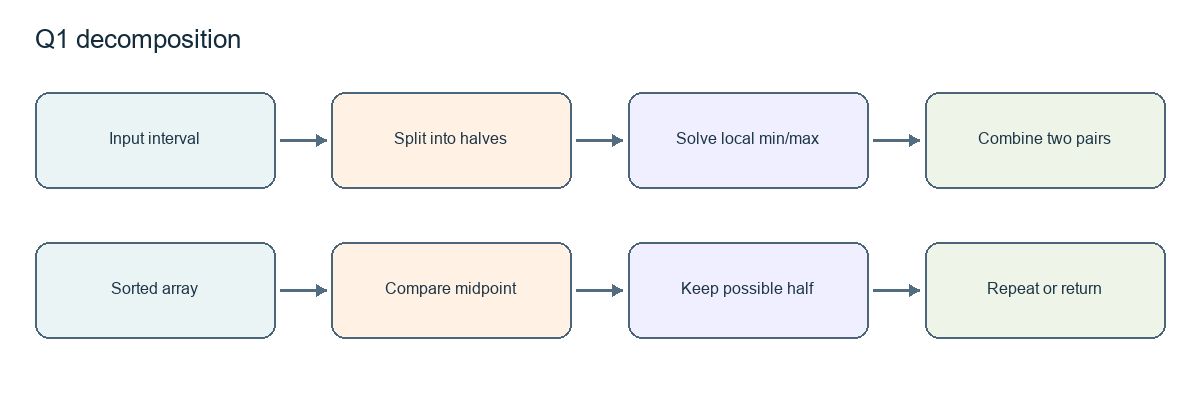 Q1 decomposition
Input interval
Split into halves
Solve local min/max
Combine two pairs
Sorted array
Compare midpoint
Keep possible half
Repeat or return